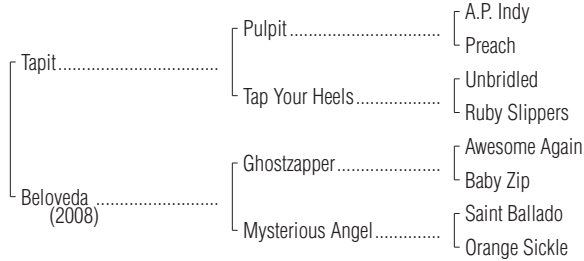 A.P. Indy
Pulpit
Preach
Tapit
Unbridled
Tap Your Heels
Ruby Slippers
Awesome Again
Ghostzapper
Baby Zip
Beloveda
(2008)
Saint Ballado
Mysterious Angel
Orange Sickle